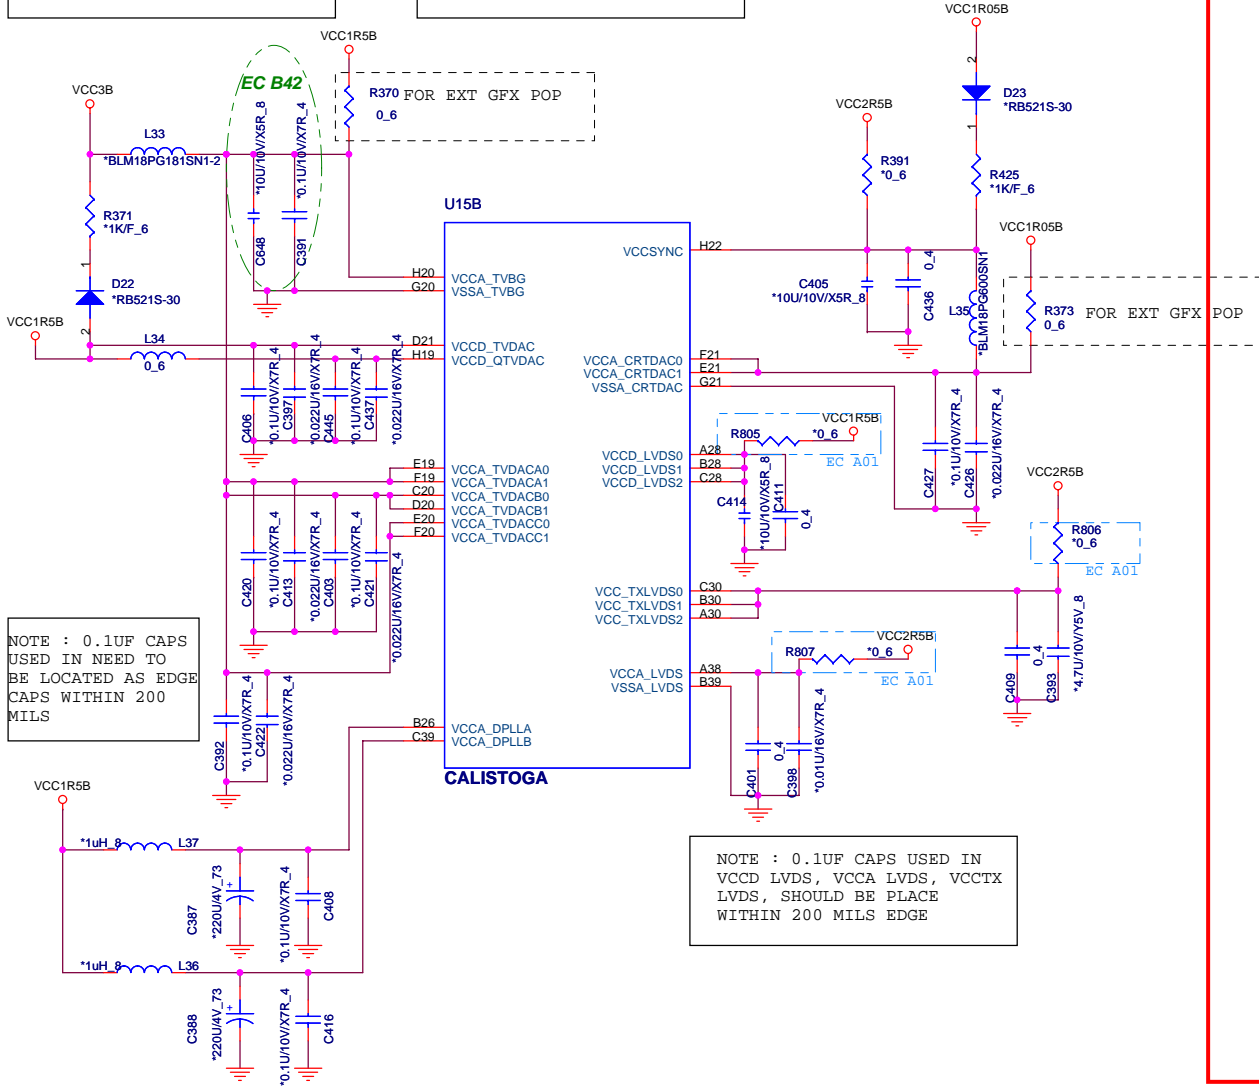 VCC1R05B
VCC1R5B
EC B42
VCC3B
R370
0_6
FOR EXT GFX POP
2
D23
*RB521S-30
1
VCC2R5B
L33
*BLM18PG181SN1-2
*10U/10V/X5R_8
*0.1U/10V/X7R_4
R391
*0_6
R425
*1K/F_6
R371
*1K/F_6
U15B
VCC1R05B
C648
C391
H22
VCCSYNC
1
D22
*RB521S-30
2
H20
VCCA_TVBG
G20
VSSA_TVBG
C405
*10U/10V/X5R_8
0_4
C436
L35
*BLM18PG600SN1
R373
0_6
FOR EXT GFX POP
VCC1R5B
L34
0_6
D21
VCCD_TVDAC
H19
VCCD_QTVDAC
VCCA_CRTDAC0
F21
VCCA_CRTDAC1
E21
VSSA_CRTDAC
G21
C406
*0.1U/10V/X7R_4
C397
*0.022U/16V/X7R_4
C445
*0.1U/10V/X7R_4
C437
*0.022U/16V/X7R_4
VCC1R5B
R805
*0_6
EC A01
VCCD_LVDS0
A28
VCCD_LVDS1
B28
VCCD_LVDS2
C28
C414
*10U/10V/X5R_8
C411
0_4
C427
*0.1U/10V/X7R_4
C426
*0.022U/16V/X7R_4
E19
VCCA_TVDACA0
F19
VCCA_TVDACA1
C20
VCCA_TVDACB0
D20
VCCA_TVDACB1
E20
VCCA_TVDACC0
F20
VCCA_TVDACC1
VCC2R5B
R806
*0_6
EC A01
C420
*0.1U/10V/X7R_4
C413
*0.022U/16V/X7R_4
C403
*0.1U/10V/X7R_4
C421
*0.022U/16V/X7R_4
VCC_TXLVDS0
C30
VCC_TXLVDS1
B30
VCC_TXLVDS2
A30
NOTE : 0.1UF CAPS
USED IN NEED TO
BE LOCATED AS EDGE
CAPS WITHIN 200
MILS
VCC2R5B
R807
*0_6
EC A01
VCCA_LVDS
A38
VSSA_LVDS
B39
C409
0_4
C393
*4.7U/10V/Y5V_8
C392
*0.1U/10V/X7R_4
C422
*0.022U/16V/X7R_4
B26
VCCA_DPLLA
C39
VCCA_DPLLB
CALISTOGA
C401
0_4
C398
*0.01U/16V/X7R_4
VCC1R5B
*1uH_8
L37
C387
*220U/4V_73
+
*0.1U/10V/X7R_4
C408
NOTE : 0.1UF CAPS USED IN
VCCD LVDS, VCCA LVDS, VCCTX
LVDS, SHOULD BE PLACE
WITHIN 200 MILS EDGE
*1uH_8
L36
C388
*220U/4V_73
+
*0.1U/10V/X7R_4
C416